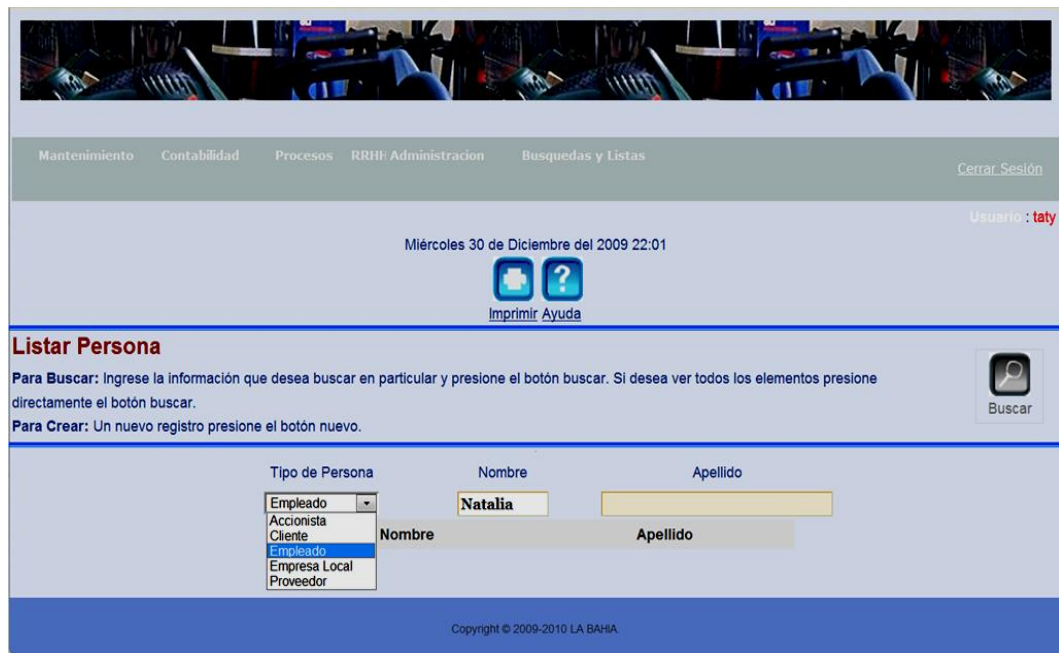 Mantenimiento Contabilidad Procesos RRHH Administracion Busquedas y Listas
Cerrar Sesión
Usuario : taty
Miércoles 30 de Diciembre del 2009 22:01
Imprimir Ayuda
Listar Persona
Para Buscar: Ingrese la información que desea buscar en particular y presione el botón buscar. Si desea ver todos los elementos presione
directamente el botón buscar.
Para Crear: Un nuevo registro presione el botón nuevo.
Buscar
Tipo de Persona Nombre Apellido
Empleado Natalia
Accionista
Cliente
Nombre Apellido
Empleado
Empresa Local
Proveedor
Copyright © 2009-2010 LA BAHIA.